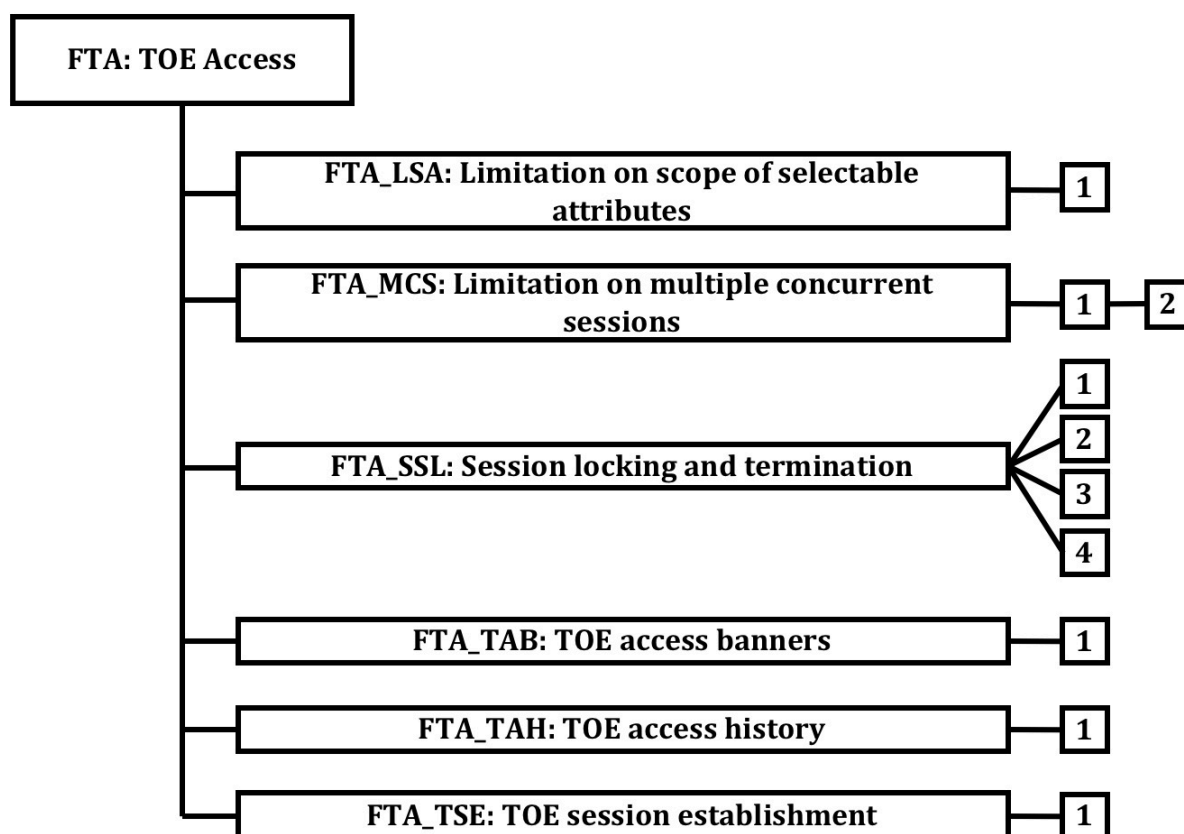 FTA: TOE Access
FTA_LSA: Limitation on scope of selectable
attributes
1
FTA_MCS: Limitation on multiple concurrent
sessions
1
2
FTA_SSL: Session locking and termination
1
2
3
4
FTA_TAB: TOE access banners
1
FTA_TAH: TOE access history
1
FTA_TSE: TOE session establishment
1